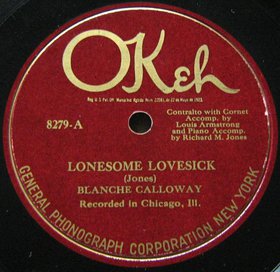 OKeh
8279-A
Contralto with Cornet
Accomp. by
Louis Armstrong
and Piano Accomp.
by Richard M. Jones
LONESOME LOVESICK
(Jones)
BLANCHE CALLOWAY
Recorded in Chicago, Ill.
GENERAL PHONOGRAPH CORPORATION NEW YORK